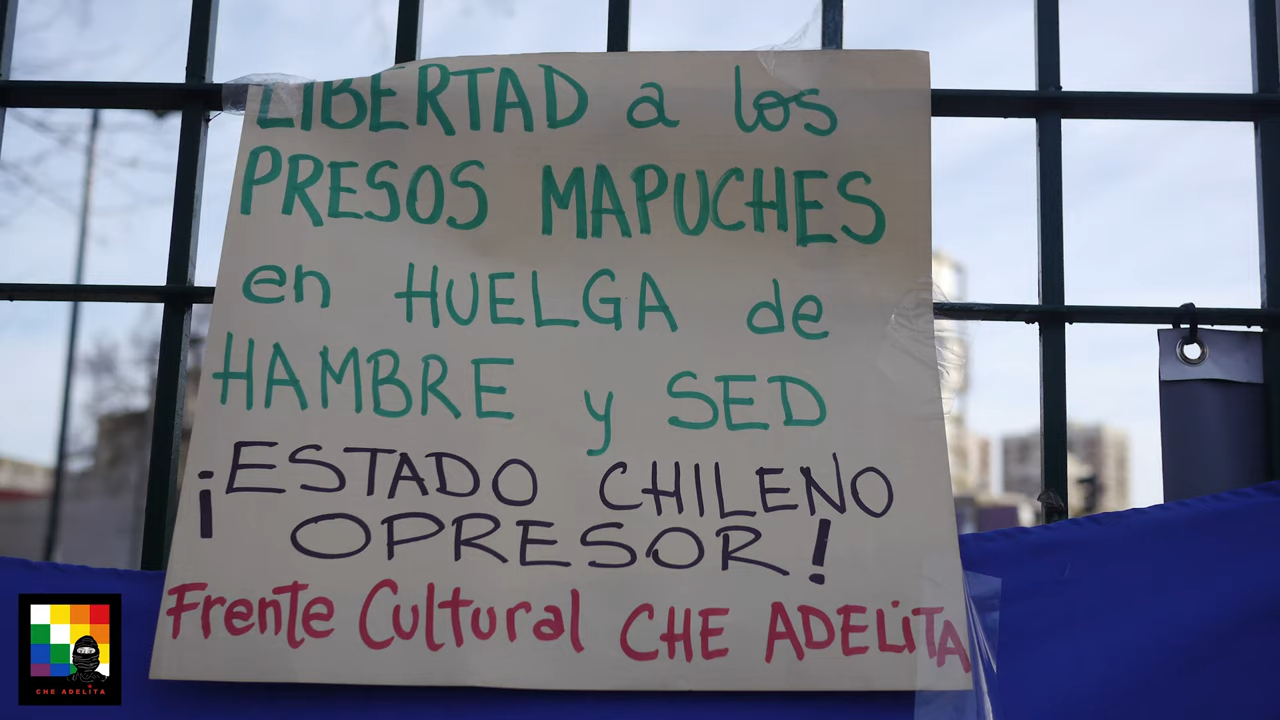 LIBERTAD a los
PRESOS MAPUCHES
en HUELGA de
HAMBRE y SED
¡ESTADO CHILENO
OPRESOR!
Frente Cultural CHE ADELiTA
CHE ADELITA